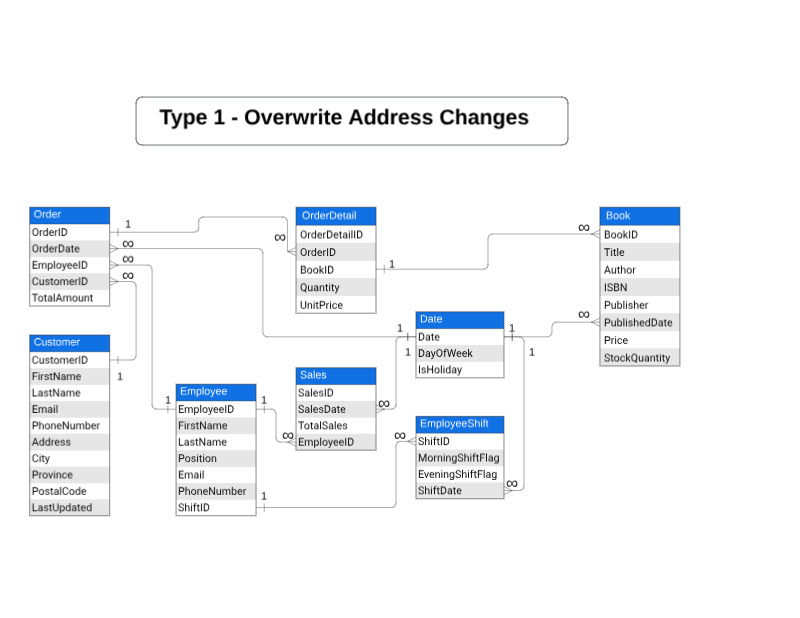 Type 1 - Overwrite Address Changes
Order
OrderID
OrderDate
EmployeeID
CustomerID
TotalAmount
1
∞
∞
∞
OrderDetail
OrderDetailID
OrderID
BookID
Quantity
UnitPrice
∞
1
Book
BookID
Title
Author
ISBN
Publisher
PublishedDate
Price
StockQuantity
∞
∞
Customer
CustomerID
FirstName
LastName
Email
PhoneNumber
Address
City
Province
PostalCode
LastUpdated
1
Employee
EmployeeID
FirstName
LastName
Position
Email
PhoneNumber
ShiftID
1
1
1
Sales
SalesID
SalesDate
TotalSales
EmployeeID
∞
∞
Date
Date
DayOfWeek
IsHoliday
1
1
1
1
EmployeeShift
ShiftID
MorningShiftFlag
EveningShiftFlag
ShiftDate
∞
∞